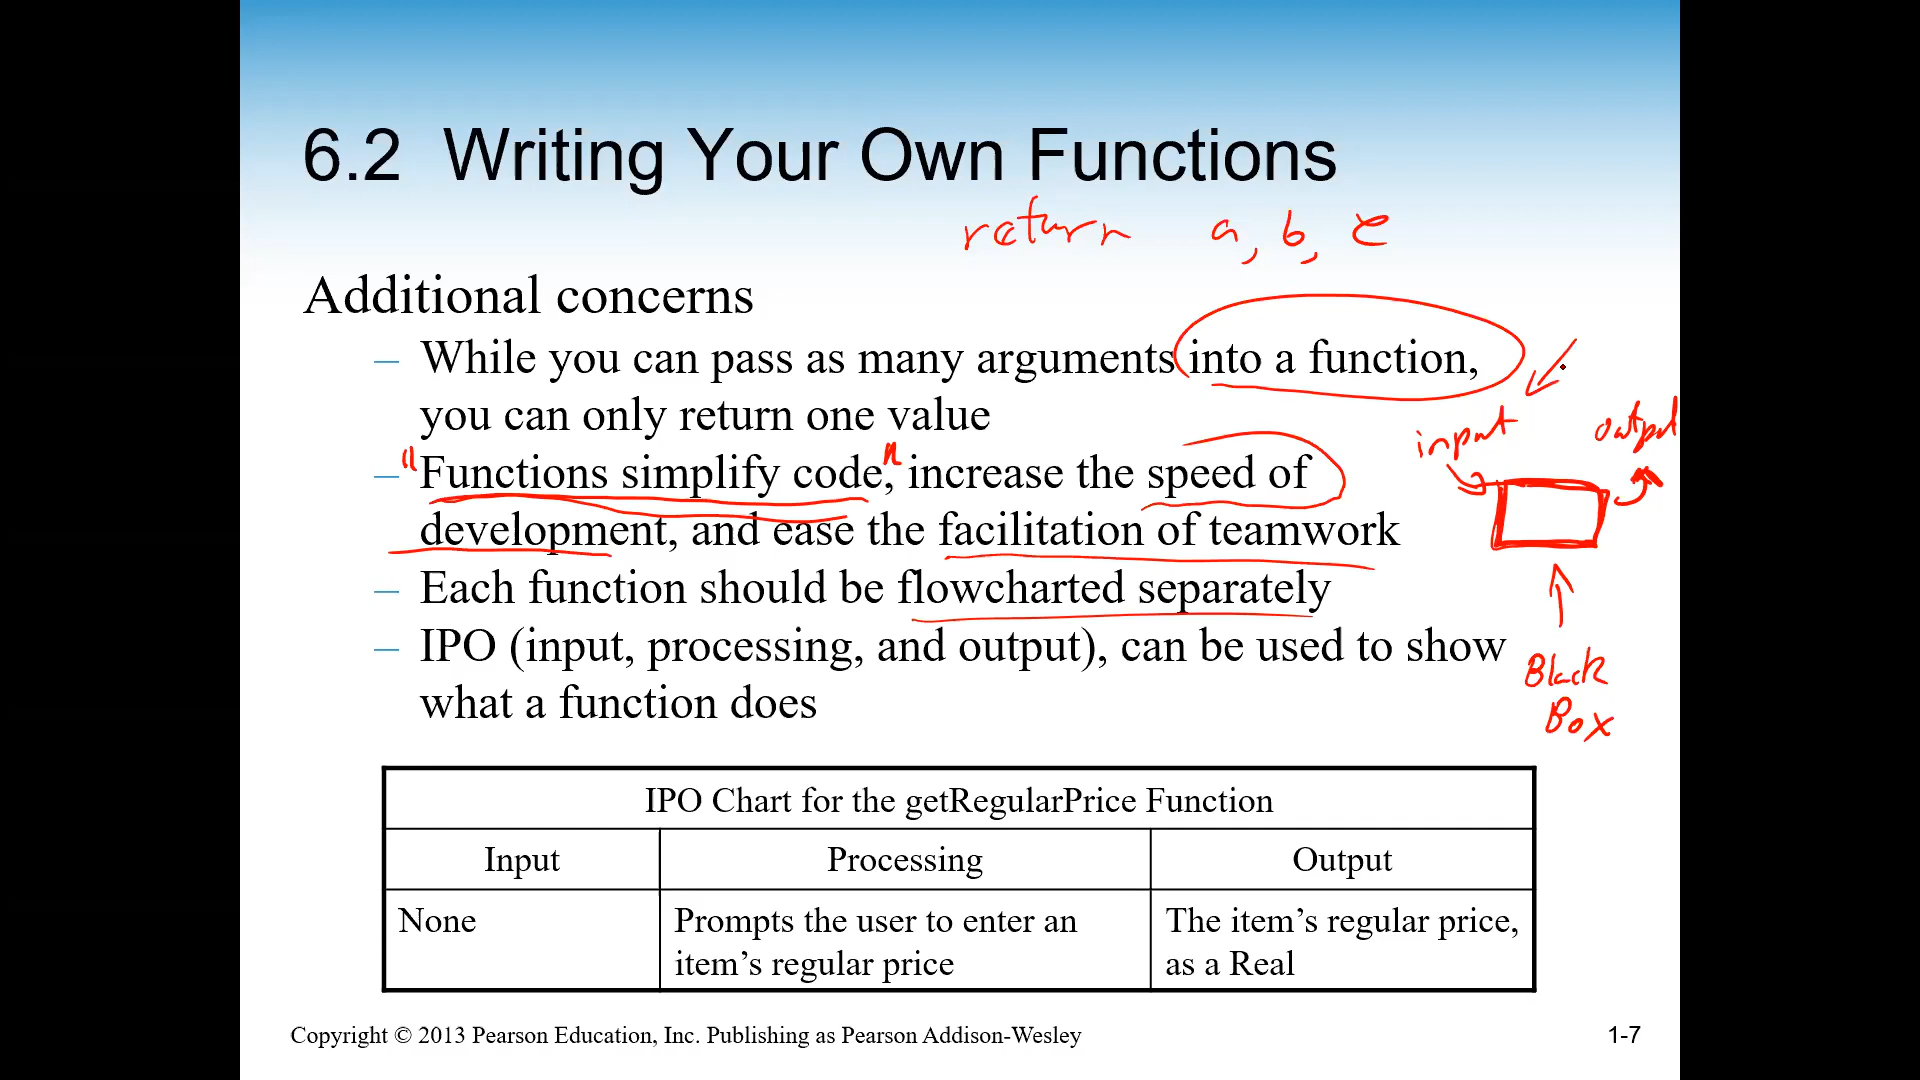 6.2 Writing Your Own Functions
return a, b, c
Additional concerns
– While you can pass as many arguments into a function,
you can only return one value
– "Functions simplify code", increase the speed of
development, and ease the facilitation of teamwork
– Each function should be flowcharted separately
– IPO (input, processing, and output), can be used to show
what a function does
input
output
Black
Box
IPO Chart for the getRegularPrice Function
Input Processing Output
None Prompts the user to enter an The item’s regular price,
item’s regular price as a Real
Copyright © 2013 Pearson Education, Inc. Publishing as Pearson Addison-Wesley 1-7